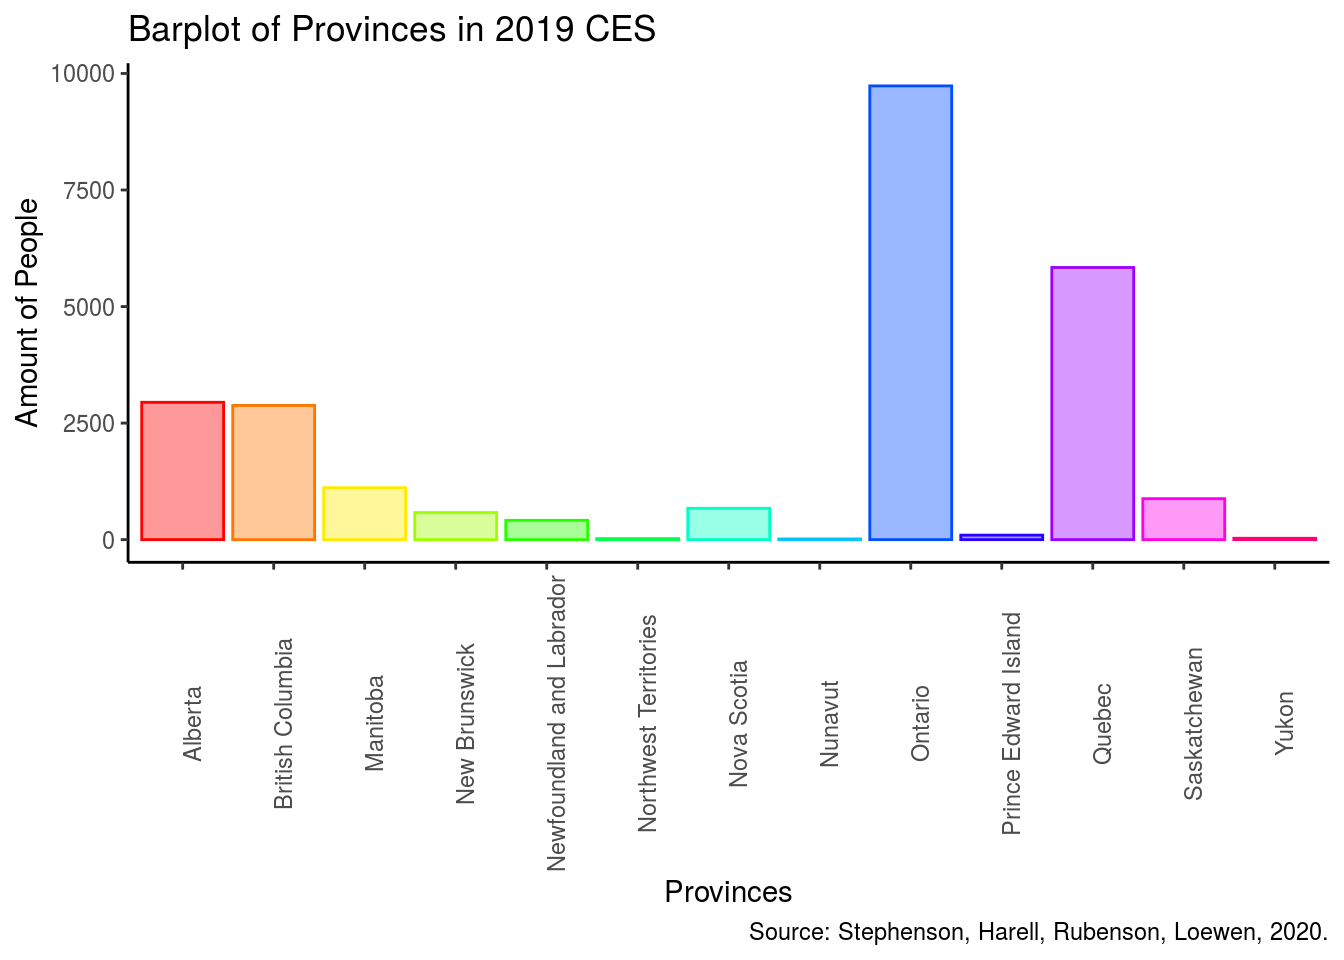 Barplot of Provinces in 2019 CES
10000
7500
5000
2500
0
Amount of People
Alberta
British Columbia
Manitoba
New Brunswick
Newfoundland and Labrador
Northwest Territories
Nova Scotia
Nunavut
Ontario
Prince Edward Island
Quebec
Saskatchewan
Yukon
Provinces
Source: Stephenson, Harell, Rubenson, Loewen, 2020.